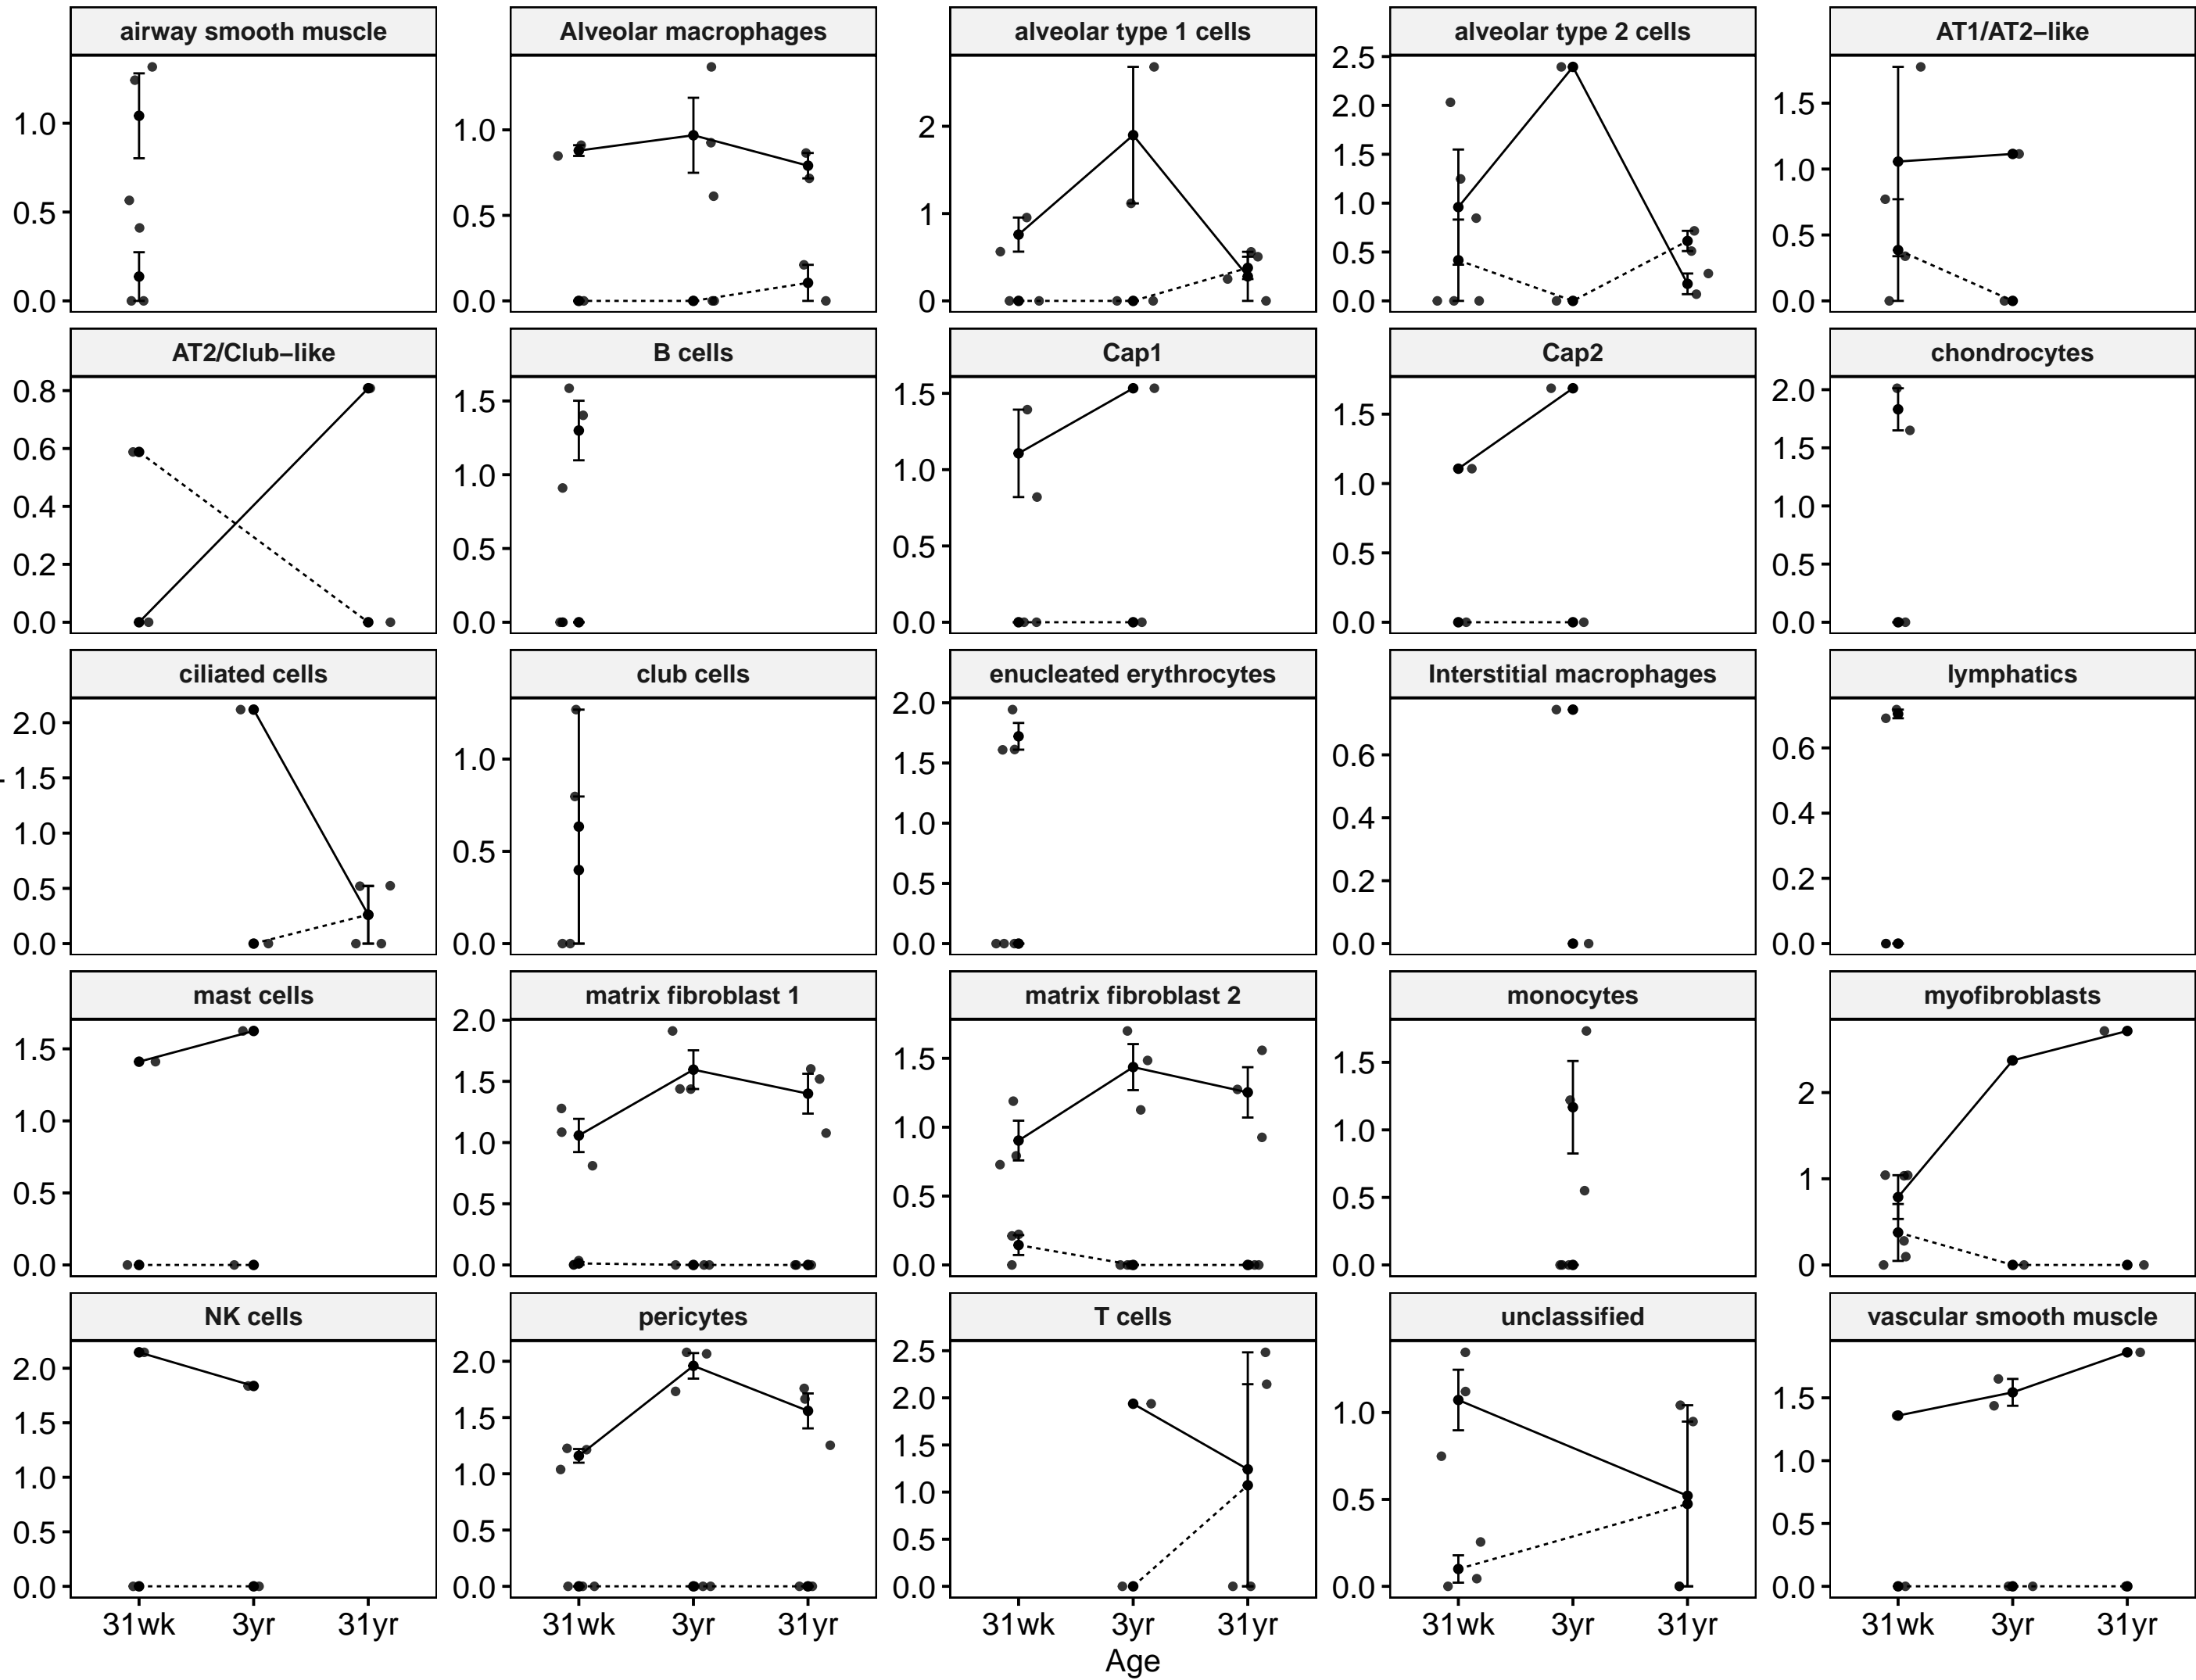 airway smooth muscle Alveolar macrophages alveolar type 1 cells alveolar type 2 cells AT1/AT2−like
0.0 0.5 1.0
0.0 0.5 1.0
0 1 2
0.0 0.5 1.0 1.5 2.0 2.5
0.0 0.5 1.0 1.5
AT2/Club−like B cells Cap1 Cap2 chondrocytes
0.0 0.2 0.4 0.6 0.8
0.0 0.5 1.0 1.5
0.0 0.5 1.0 1.5
0.0 0.5 1.0 1.5
0.0 0.5 1.0 1.5 2.0
ciliated cells club cells enucleated erythrocytes Interstitial macrophages lymphatics
0.0 0.5 1.0 1.5 2.0
0.0 0.5 1.0
0.0 0.5 1.0 1.5 2.0
0.0 0.2 0.4 0.6
0.0 0.2 0.4 0.6
mast cells matrix fibroblast 1 matrix fibroblast 2 monocytes myofibroblasts
0.0 0.5 1.0 1.5
0.0 0.5 1.0 1.5 2.0
0.0 0.5 1.0 1.5
0.0 0.5 1.0 1.5
0 1 2
NK cells pericytes T cells unclassified vascular smooth muscle
0.0 0.5 1.0 1.5 2.0
0.0 0.5 1.0 1.5 2.0
0.0 0.5 1.0 1.5 2.0 2.5
0.0 0.5 1.0
0.0 0.5 1.0 1.5
31wk 3yr 31yr 31wk 3yr 31yr 31wk 3yr 31yr 31wk 3yr 31yr 31wk 3yr 31yr
Age